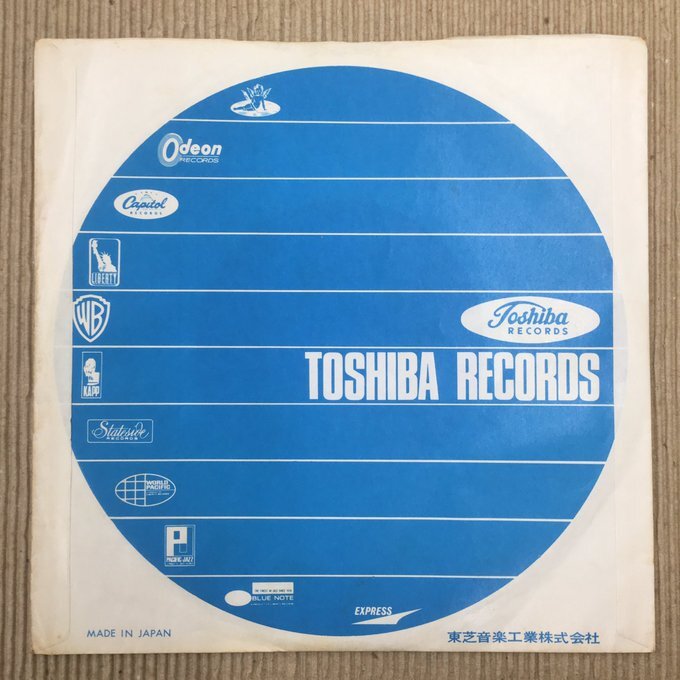 Odeon
RECORDS
Capitol
RECORDS
LIBERTY
WB
Toshiba
RECORDS
TOSHIBA RECORDS
KAPP
Stateside
RECORDS
WORLD
PACIFIC
P
PACIFIC JAZZ
BLUE NOTE
EXPRESS
MADE IN JAPAN
東芝音楽工業株式会社